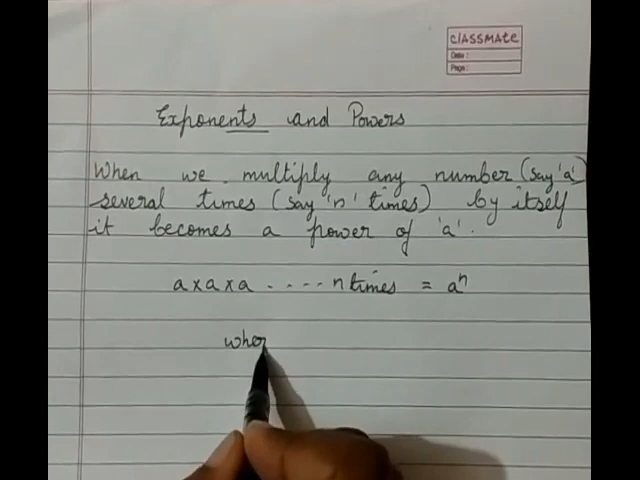 CLASSMATE
Date :
Page :
Exponents and Powers
When we multiply any number (say 'a')
several times (say 'n' times) by itself
it becomes a power of 'a'.
a x a x a ..... n times = aⁿ
wher